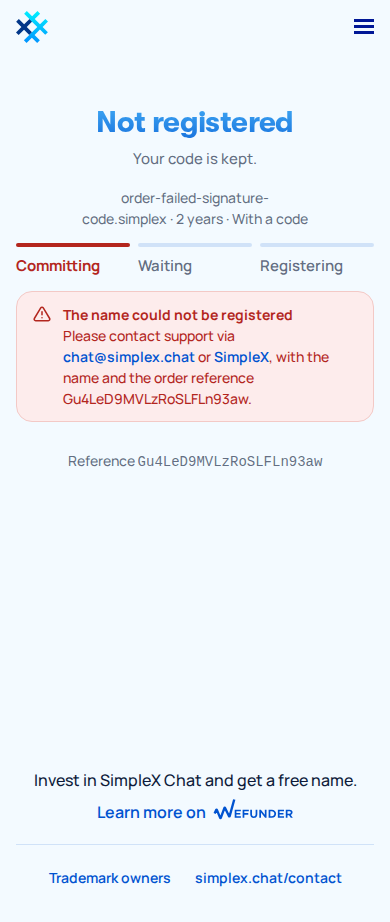 Not registered
Your code is kept.
order-failed-signature-
code.simplex · 2 years · With a code
Committing
Waiting
Registering
The name could not be registered
Please contact support via
chat@simplex.chat or SimpleX, with the
name and the order reference
Gu4LeD9MVLzRoSLFLn93aw.
Reference Gu4LeD9MVLzRoSLFLn93aw
Invest in SimpleX Chat and get a free name.
Learn more on WEFUNDER
Trademark owners
simplex.chat/contact